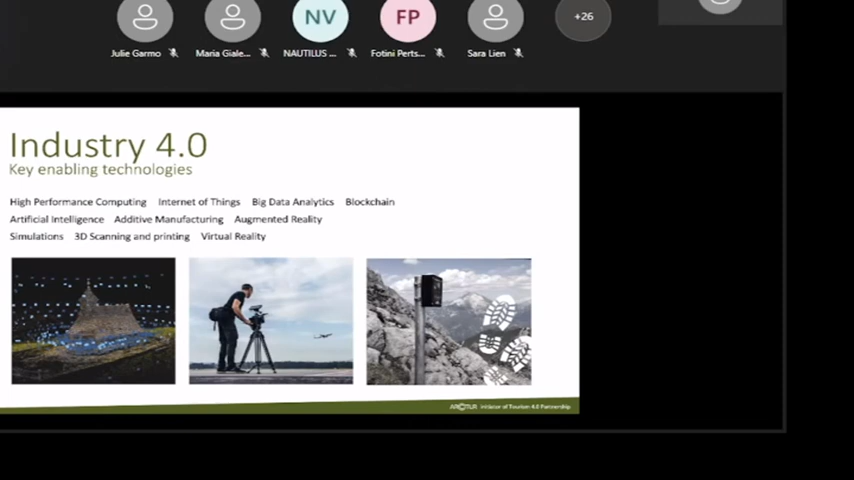 NV
FP
+26
Julie Garmo
Maria Giale...
NAUTILUS ...
Fotini Perts...
Sara Lien
Industry 4.0
Key enabling technologies
High Performance Computing Internet of Things Big Data Analytics Blockchain
Artificial Intelligence Additive Manufacturing Augmented Reality
Simulations 3D Scanning and printing Virtual Reality
ARCTUR Initiator of Tourism 4.0 Partnership